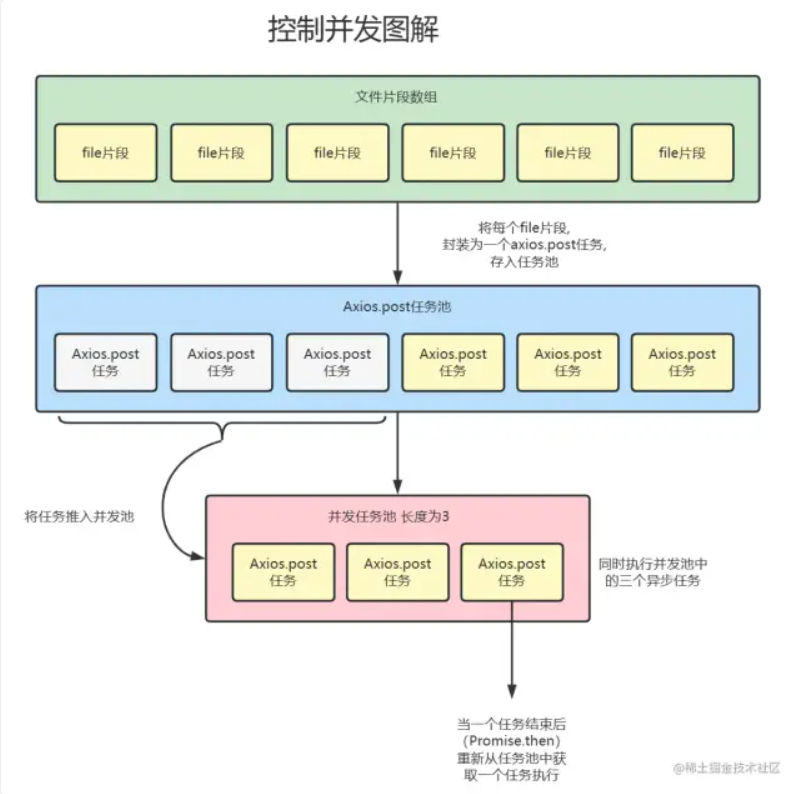 控制并发图解
文件片段数组
file片段
file片段
file片段
file片段
file片段
file片段
将每个file片段,
封装为一个axios.post任务,
存入任务池
Axios.post任务池
Axios.post
任务
Axios.post
任务
Axios.post
任务
Axios.post
任务
Axios.post
任务
Axios.post
任务
将任务推入并发池
并发任务池 长度为3
Axios.post
任务
Axios.post
任务
Axios.post
任务
同时执行并发池中
的三个异步任务
当一个任务结束后
（Promise.then）
重新从任务池中获
取一个任务执行
@稀土掘金技术社区